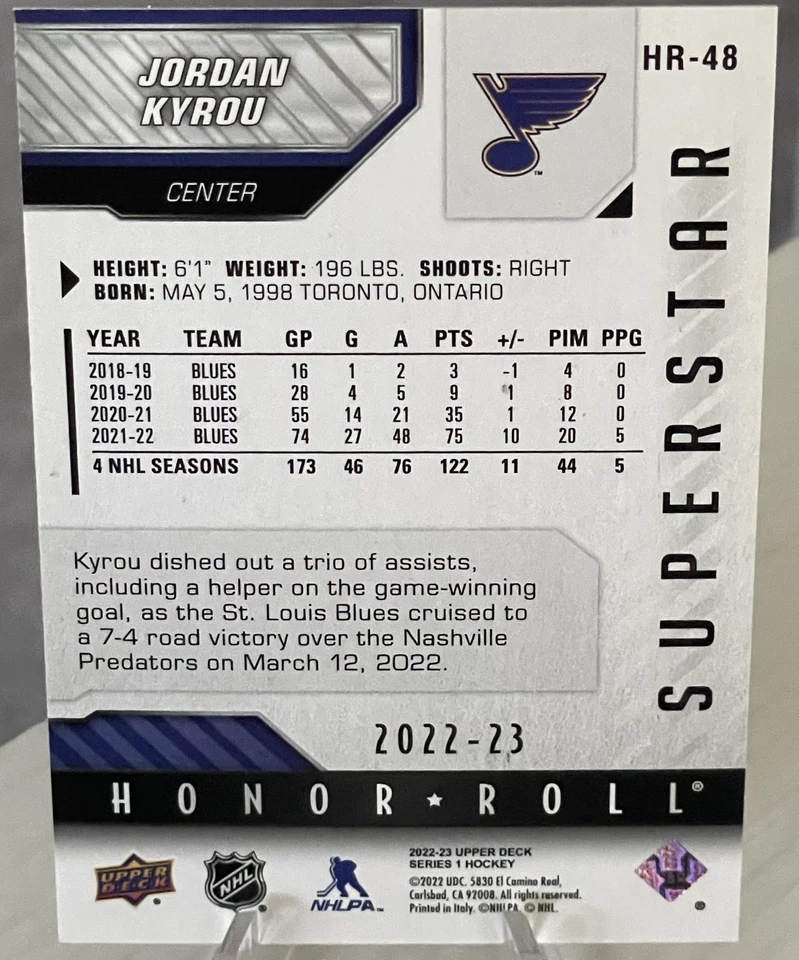 JORDAN
KYROU
CENTER
HR-48
SUPERSTAR
™
HEIGHT: 6'1" WEIGHT: 196 LBS. SHOOTS: RIGHT
BORN: MAY 5, 1998 TORONTO, ONTARIO
YEAR TEAM GP G A PTS +/- PIM PPG
2018-19 BLUES 16 1 2 3 -1 4 0
2019-20 BLUES 28 4 5 9 1 8 0
2020-21 BLUES 55 14 21 35 1 12 0
2021-22 BLUES 74 27 48 75 10 20 5
4 NHL SEASONS 173 46 76 122 11 44 5
Kyrou dished out a trio of assists,
including a helper on the game-winning
goal, as the St. Louis Blues cruised to
a 7-4 road victory over the Nashville
Predators on March 12, 2022.
2022-23
HONOR ★ ROLL®
UPPER
DECK®
NHL®
NHLPA™
2022-23 UPPER DECK
SERIES 1 HOCKEY
©2022 UDC. 5830 El Camino Real,
Carlsbad, CA 92008. All rights reserved.
Printed in Italy. ©NHLPA. © NHL.
®